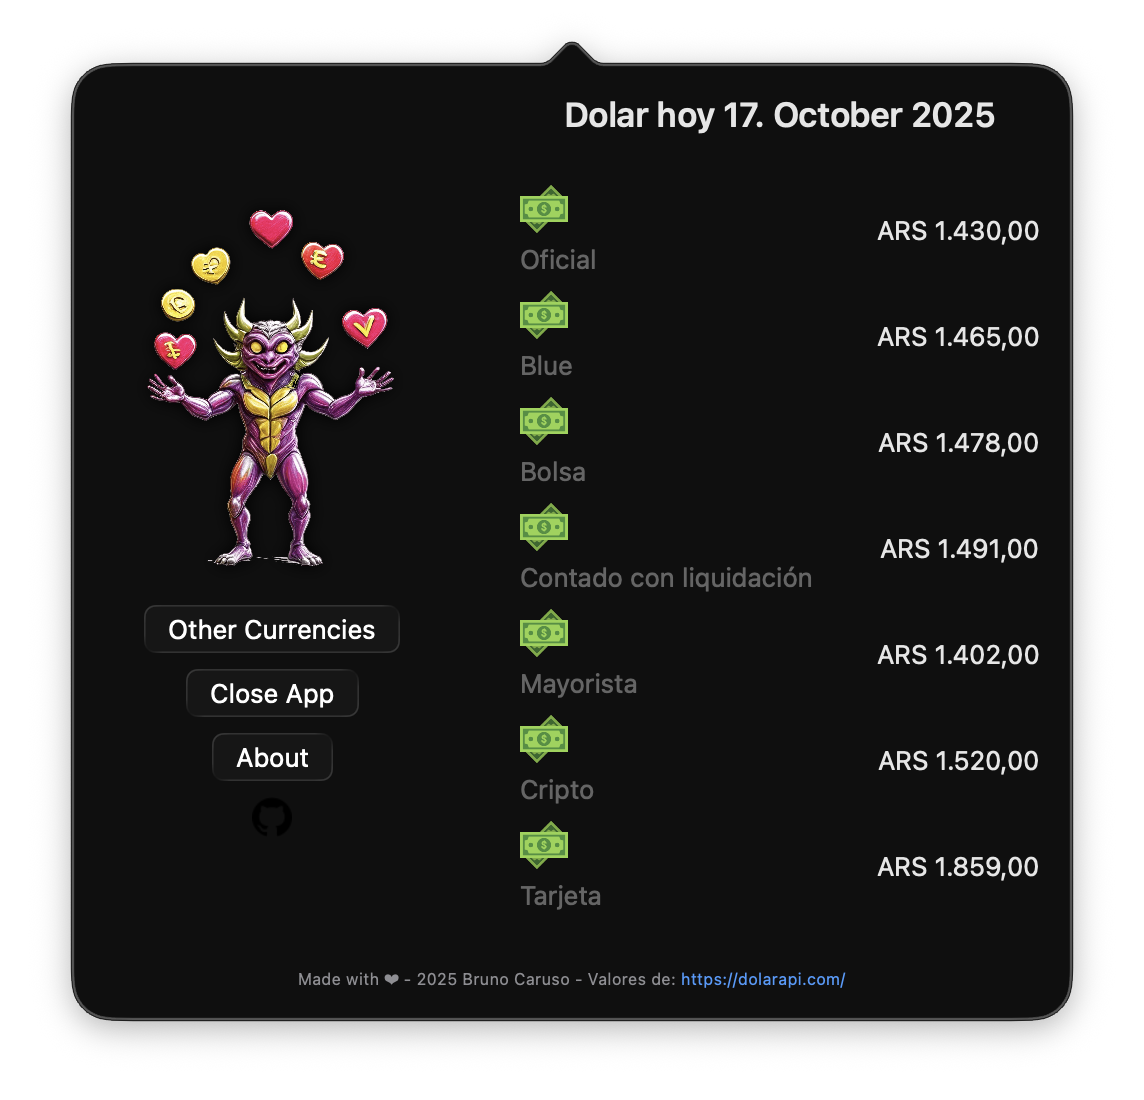 Dolar hoy 17. October 2025
Oficial
ARS 1.430,00
Blue
ARS 1.465,00
Bolsa
ARS 1.478,00
Contado con liquidación
ARS 1.491,00
Mayorista
ARS 1.402,00
Cripto
ARS 1.520,00
Tarjeta
ARS 1.859,00
Other Currencies
Close App
About
Made with ❤ - 2025 Bruno Caruso - Valores de: https://dolarapi.com/